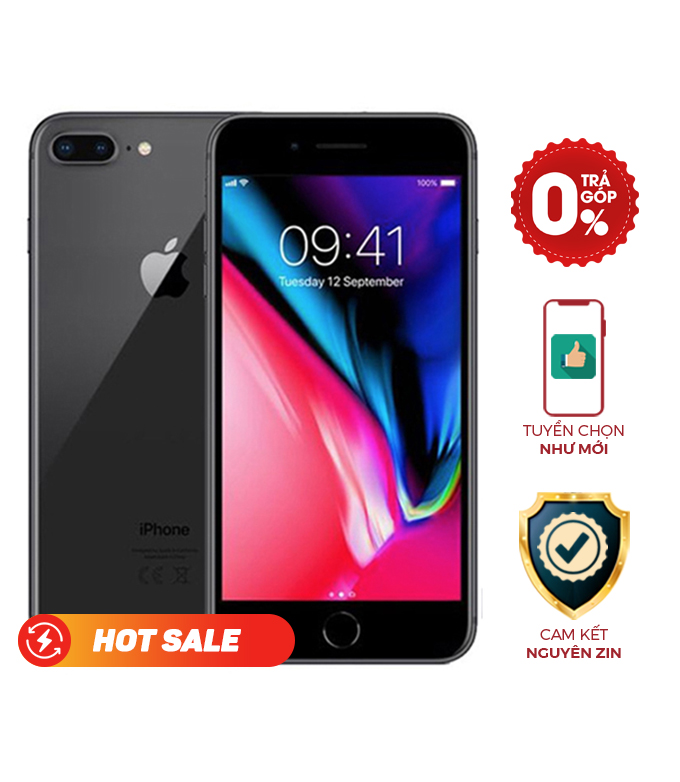 100%
09:41
Tuesday 12 September
iPhone
HOT SALE
0%
TRẢ
GÓP
TUYỂN CHỌN
NHƯ MỚI
CAM KẾT
NGUYÊN ZIN